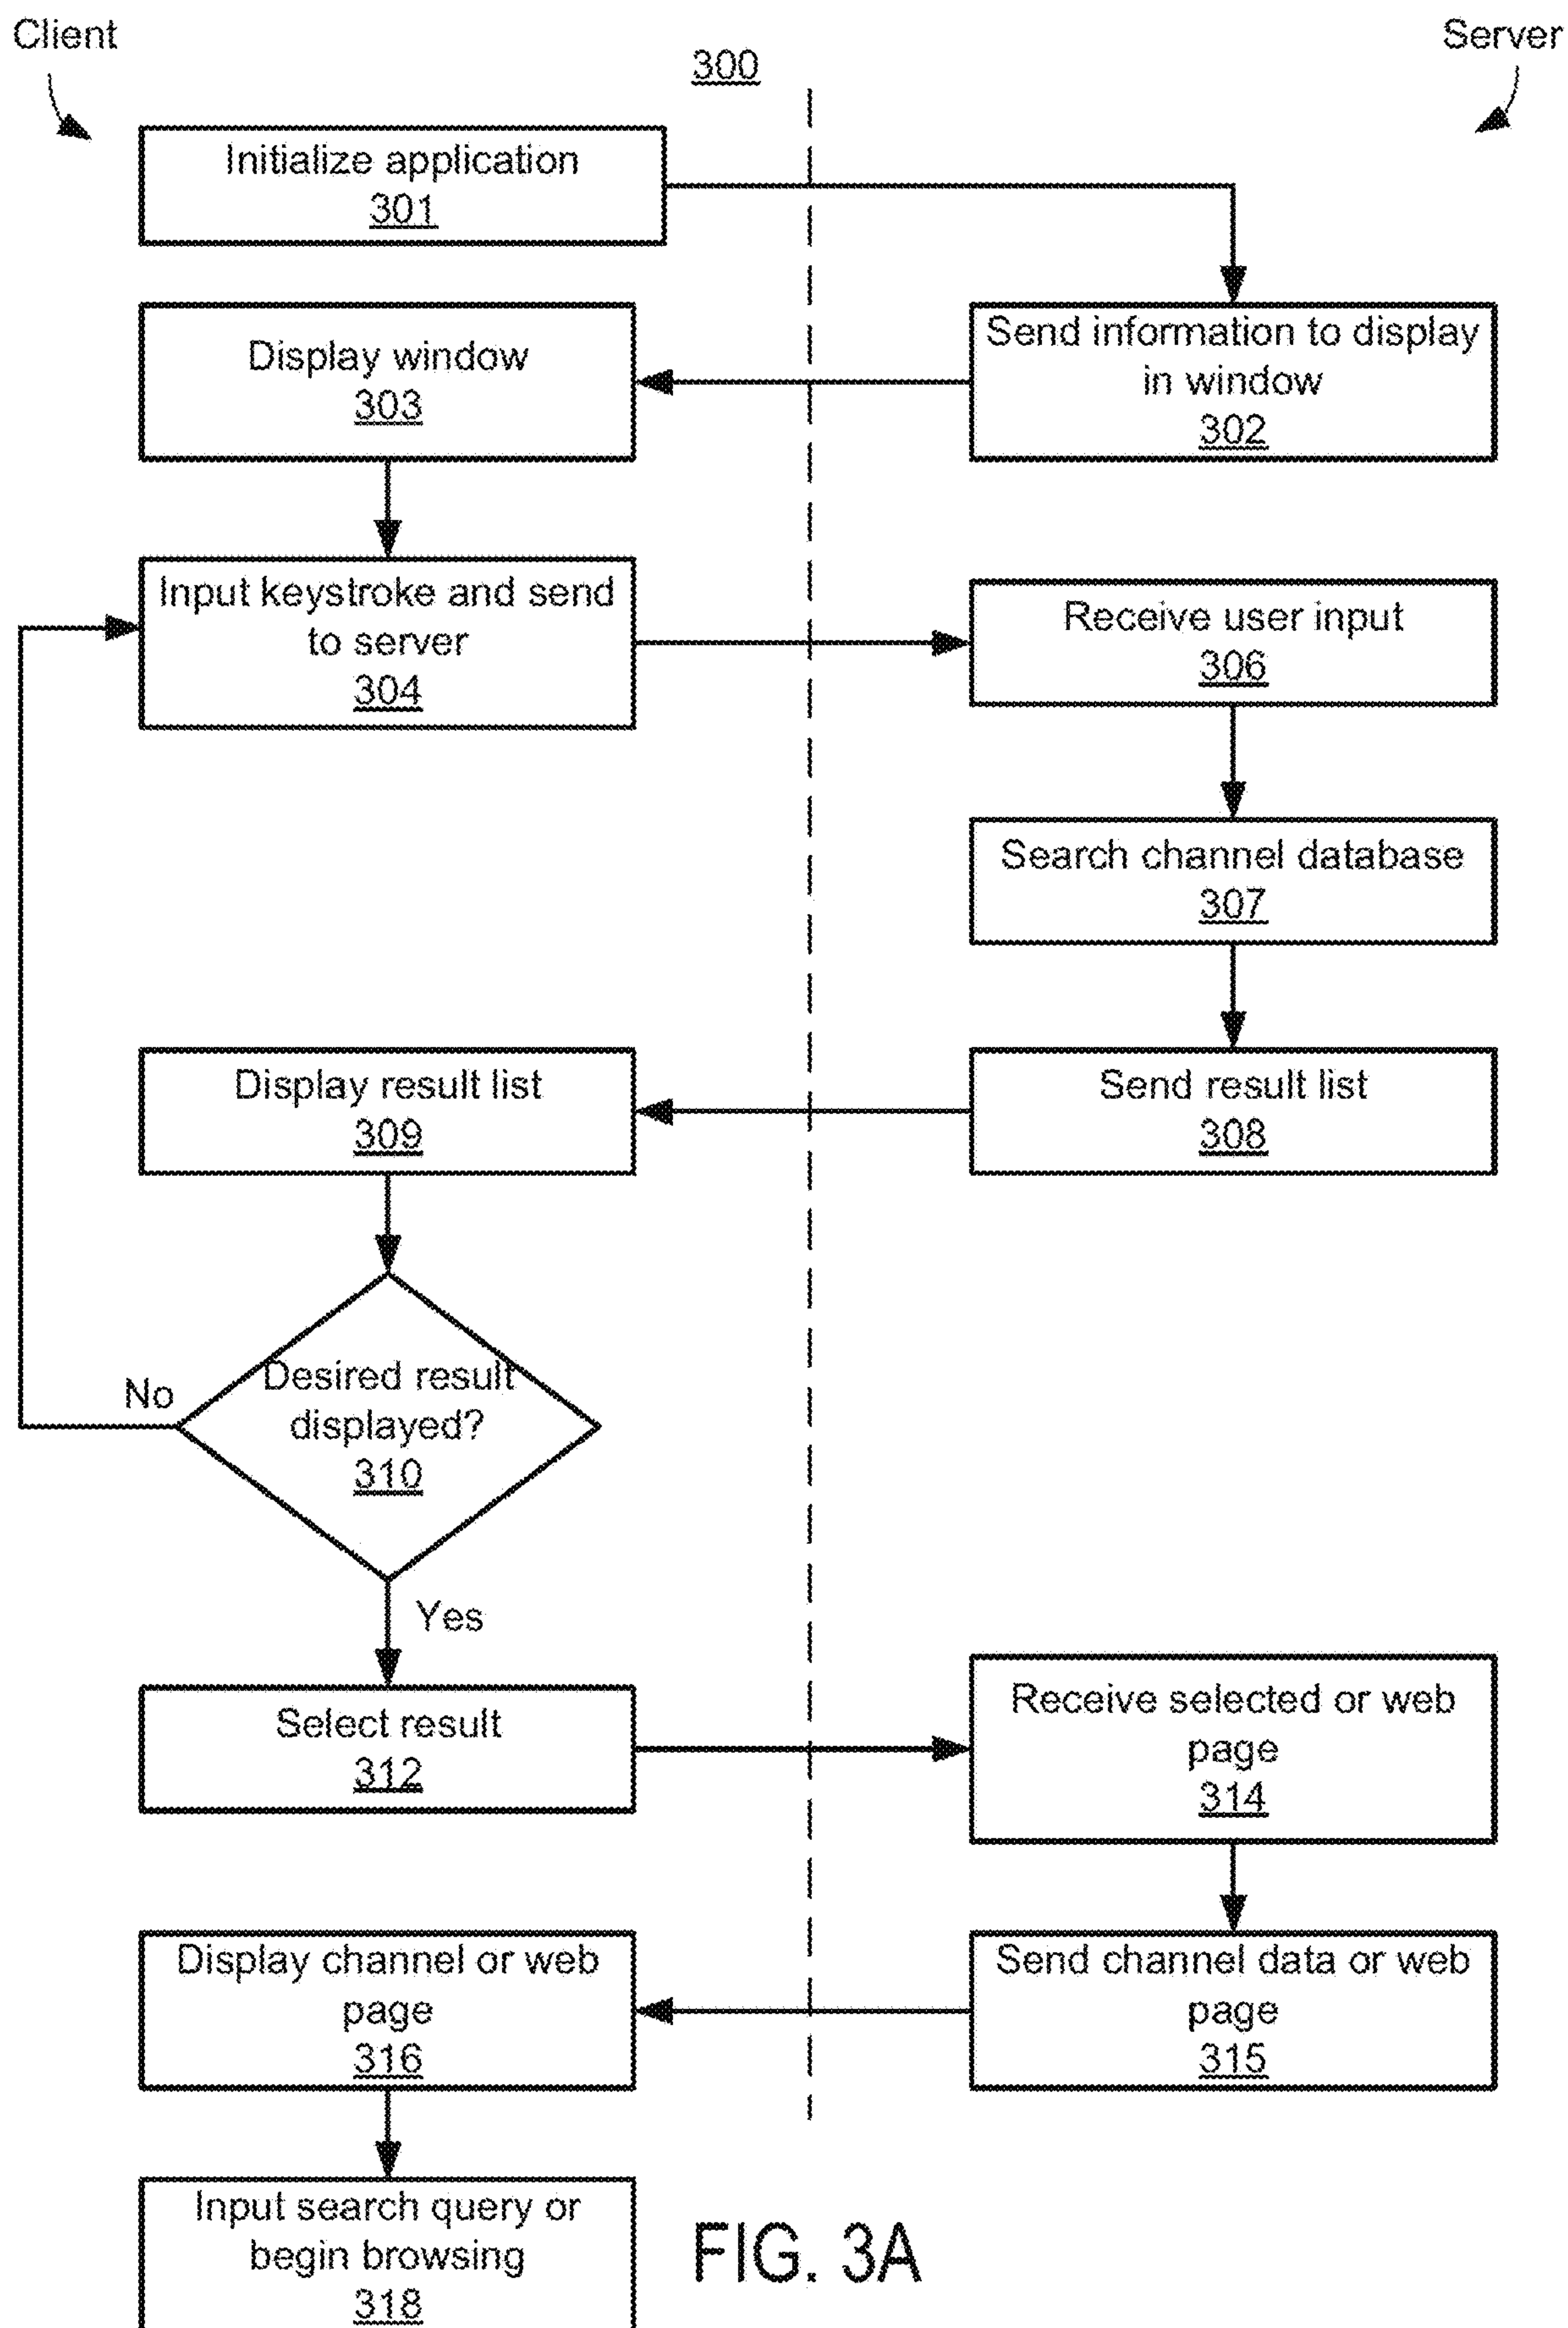 Client
Server
300
Initialize application
301
Send information to display
in window
302
Display window
303
Input keystroke and send
to server
304
Receive user input
306
Search channel database
307
Send result list
308
Display result list
309
Desired result
displayed?
310
No
Yes
Select result
312
Receive selected or web
page
314
Send channel data or web
page
315
Display channel or web
page
316
Input search query or
begin browsing
318
FIG. 3A